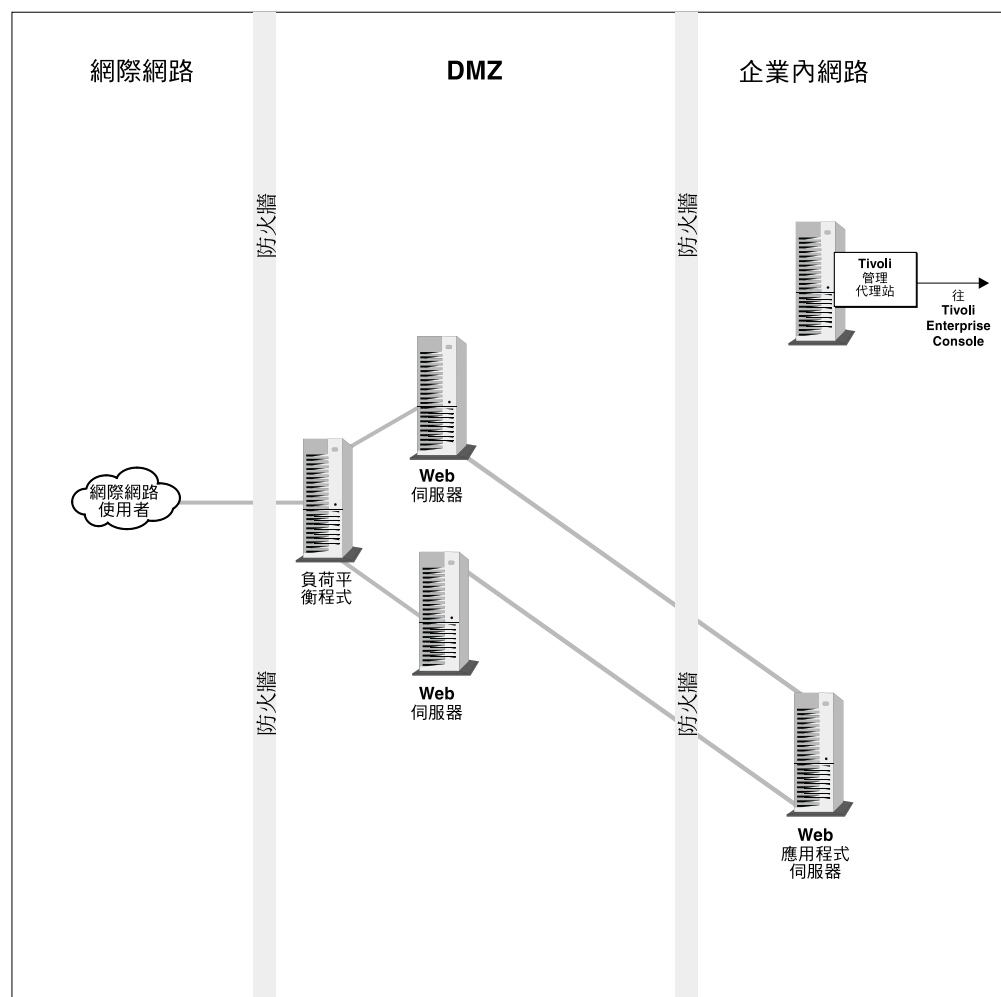 網際網路
DMZ
企業內網路
防火牆
防火牆
Tivoli
管理
代理站
往
Tivoli
Enterprise
Console
網際網路
使用者
Web
伺服器
負荷平
衡程式
Web
伺服器
防火牆
防火牆
Web
應用程式
伺服器